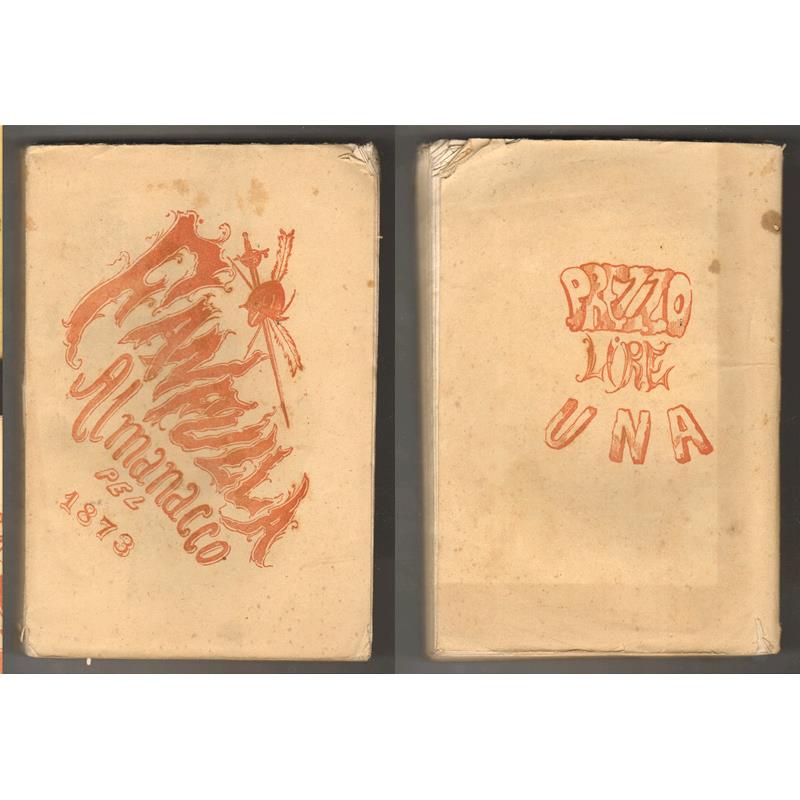 FANFULLA
Almanacco
PEL
1873
PREZZO
LIRE
UNA